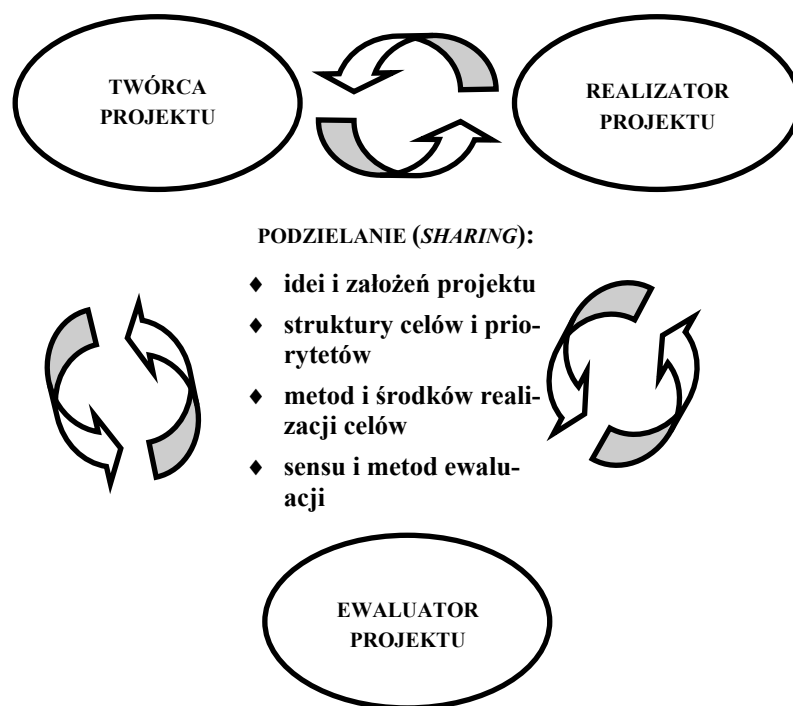 TWÓRCA
PROJEKTU
REALIZATOR
PROJEKTU
PODZIELANIE (SHARING):
♦ idei i założeń projektu
♦ struktury celów i prio-
rytetów
♦ metod i środków reali-
zacji celów
♦ sensu i metod ewalu-
acji
EWALUATOR
PROJEKTU